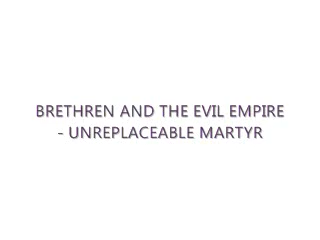 BRETHREN AND THE EVIL EMPIRE
- UNREPLACEABLE MARTYR